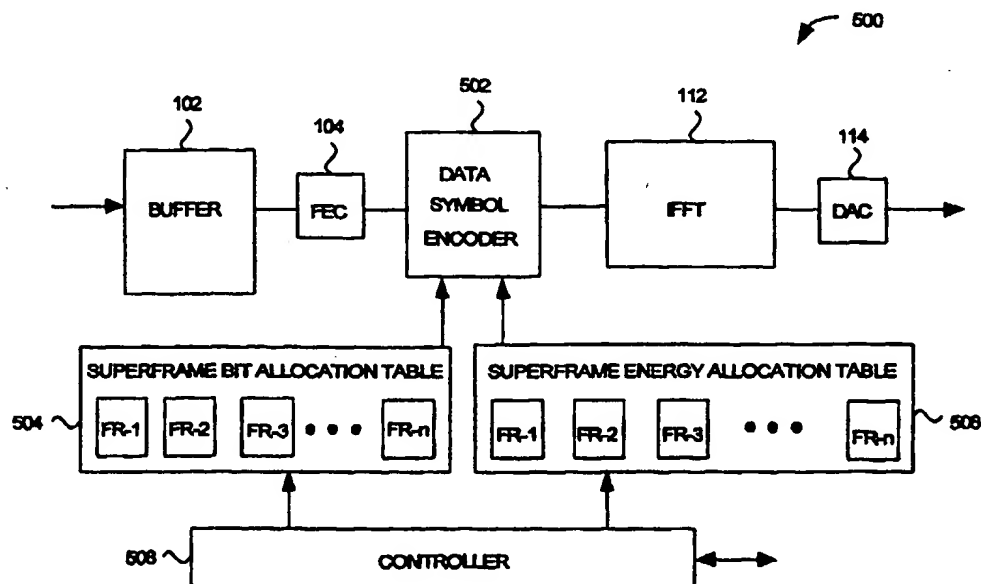 500
102
104
502
112
114
BUFFER
FEC
DATA
SYMBOL
ENCODER
IFFT
DAC
SUPERFRAME BIT ALLOCATION TABLE
FR-1 FR-2 FR-3 • • • FR-n
504
SUPERFRAME ENERGY ALLOCATION TABLE
FR-1 FR-2 FR-3 • • • FR-n
508
508
CONTROLLER